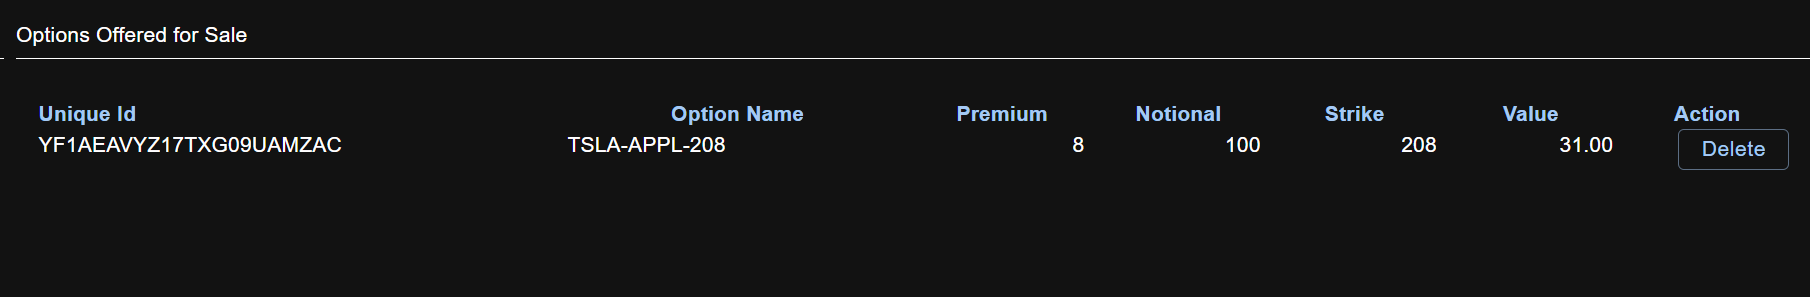 Options Offered for Sale
Unique Id Option Name Premium Notional Strike Value Action
YF1AEAVYZ17TXG09UAMZAC TSLA-APPL-208 8 100 208 31.00 Delete